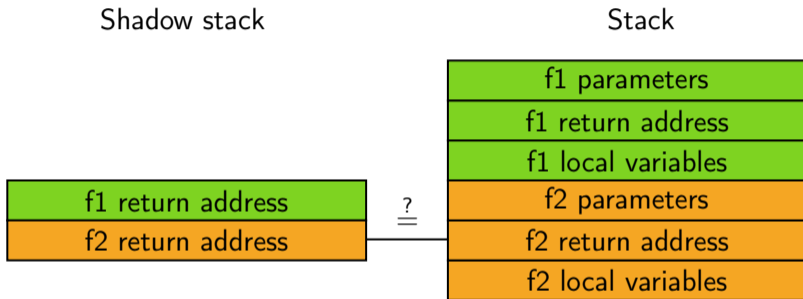 Shadow stack
Stack
f1 parameters
f1 return address
f1 local variables
f1 return address
f2 parameters
f2 return address
?
=
f2 return address
f2 local variables